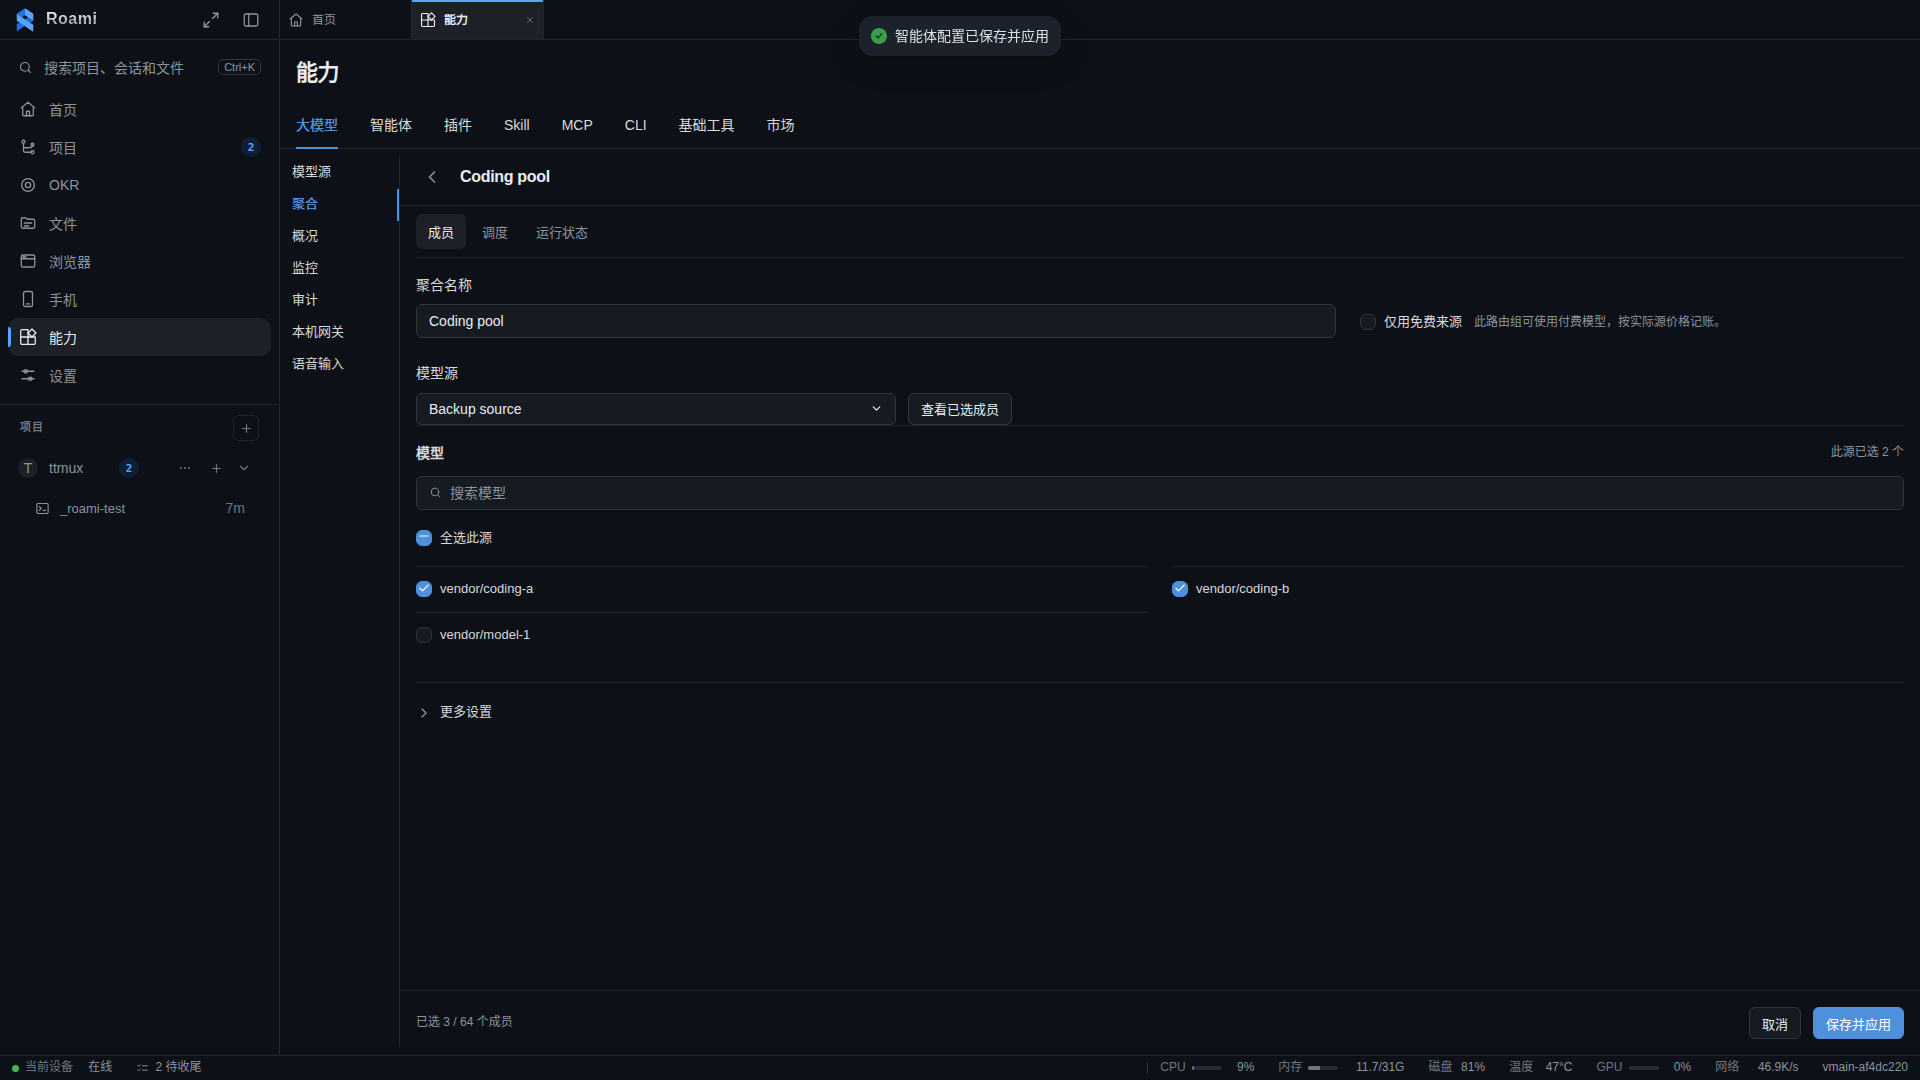 Roami
首页
能力
智能体配置已保存并应用
搜索项目、会话和文件 Ctrl+K
首页
项目 2
OKR
文件
浏览器
手机
能力
设置
项目
T ttmux 2
_roami-test 7m
能力
大模型 智能体 插件 Skill MCP CLI 基础工具 市场
模型源
聚合
概况
监控
审计
本机网关
语音输入
Coding pool
成员 调度 运行状态
聚合名称
Coding pool
仅用免费来源 此路由组可使用付费模型，按实际源价格记账。
模型源
Backup source
查看已选成员
模型
此源已选 2 个
搜索模型
全选此源
vendor/coding-a
vendor/coding-b
vendor/model-1
更多设置
已选 3 / 64 个成员
取消
保存并应用
当前设备 在线 2 待收尾
CPU 9% 内存 11.7/31G 磁盘 81% 温度 47°C GPU 0% 网络 46.9K/s vmain-af4dc220